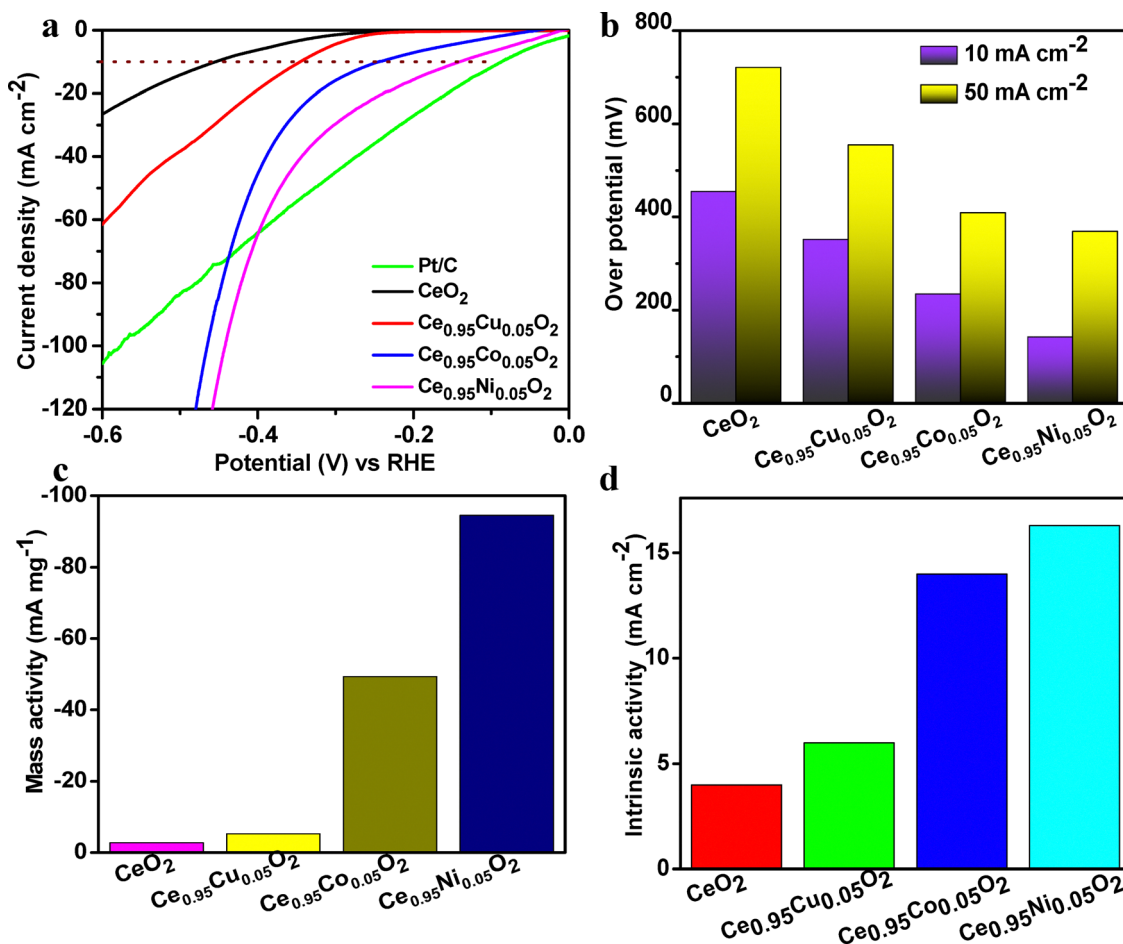 a
0
-20
-40
-60
-80
-100
-120
Current density (mA cm⁻²)
Pt/C
CeO₂
Ce₀.₉₅Cu₀.₀₅O₂
Ce₀.₉₅Co₀.₀₅O₂
Ce₀.₉₅Ni₀.₀₅O₂
-0.6
-0.4
-0.2
0.0
Potential (V) vs RHE
b
800
600
400
200
0
Over potential (mV)
10 mA cm⁻²
50 mA cm⁻²
CeO₂
Ce₀.₉₅Cu₀.₀₅O₂
Ce₀.₉₅Co₀.₀₅O₂
Ce₀.₉₅Ni₀.₀₅O₂
c
-100
-80
-60
-40
-20
0
Mass activity (mA mg⁻¹)
CeO₂
Ce₀.₉₅Cu₀.₀₅O₂
Ce₀.₉₅Co₀.₀₅O₂
Ce₀.₉₅Ni₀.₀₅O₂
d
15
10
5
0
Intrinsic activity (mA cm⁻²)
CeO₂
Ce₀.₉₅Cu₀.₀₅O₂
Ce₀.₉₅Co₀.₀₅O₂
Ce₀.₉₅Ni₀.₀₅O₂